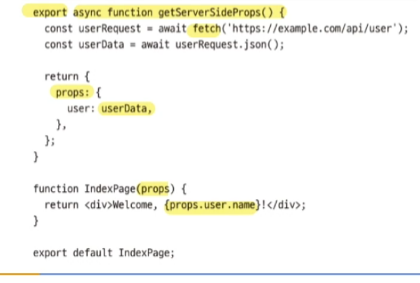 export async function getServerSideProps() {
const userRequest = await fetch('https://example.com/api/user');
const userData = await userRequest.json();
return {
props: {
user: userData,
},
};
}
function IndexPage(props) {
return <div>Welcome, {props.user.name}!</div>;
}
export default IndexPage;